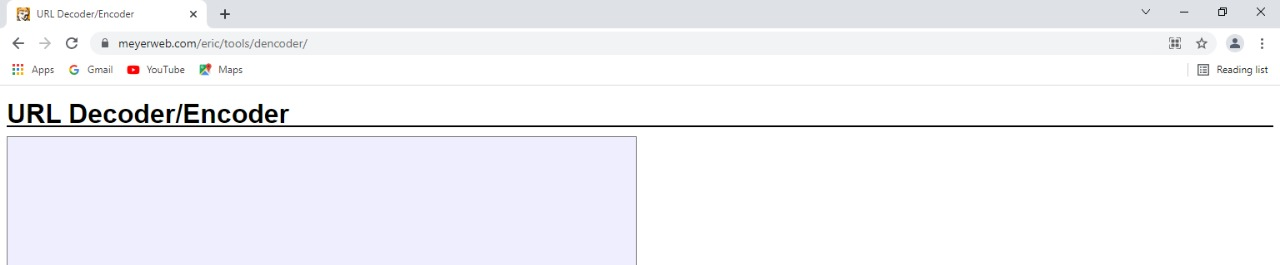 URL Decoder/Encoder
meyerweb.com/eric/tools/dencoder/
Apps Gmail YouTube Maps Reading list
URL Decoder/Encoder